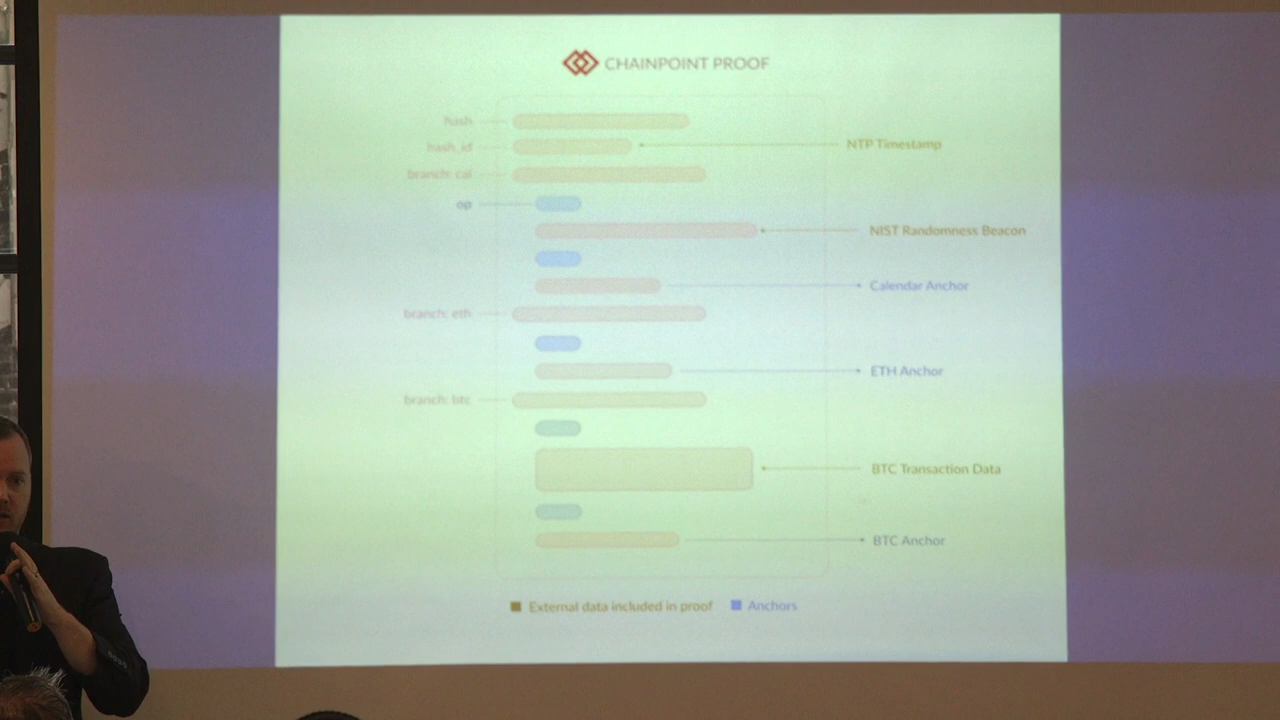 CHAINPOINT PROOF
hash
hash_id
NTP Timestamp
branch: cal
op
NIST Randomness Beacon
Calendar Anchor
branch: eth
ETH Anchor
branch: btc
BTC Transaction Data
BTC Anchor
External data included in proof
Anchors